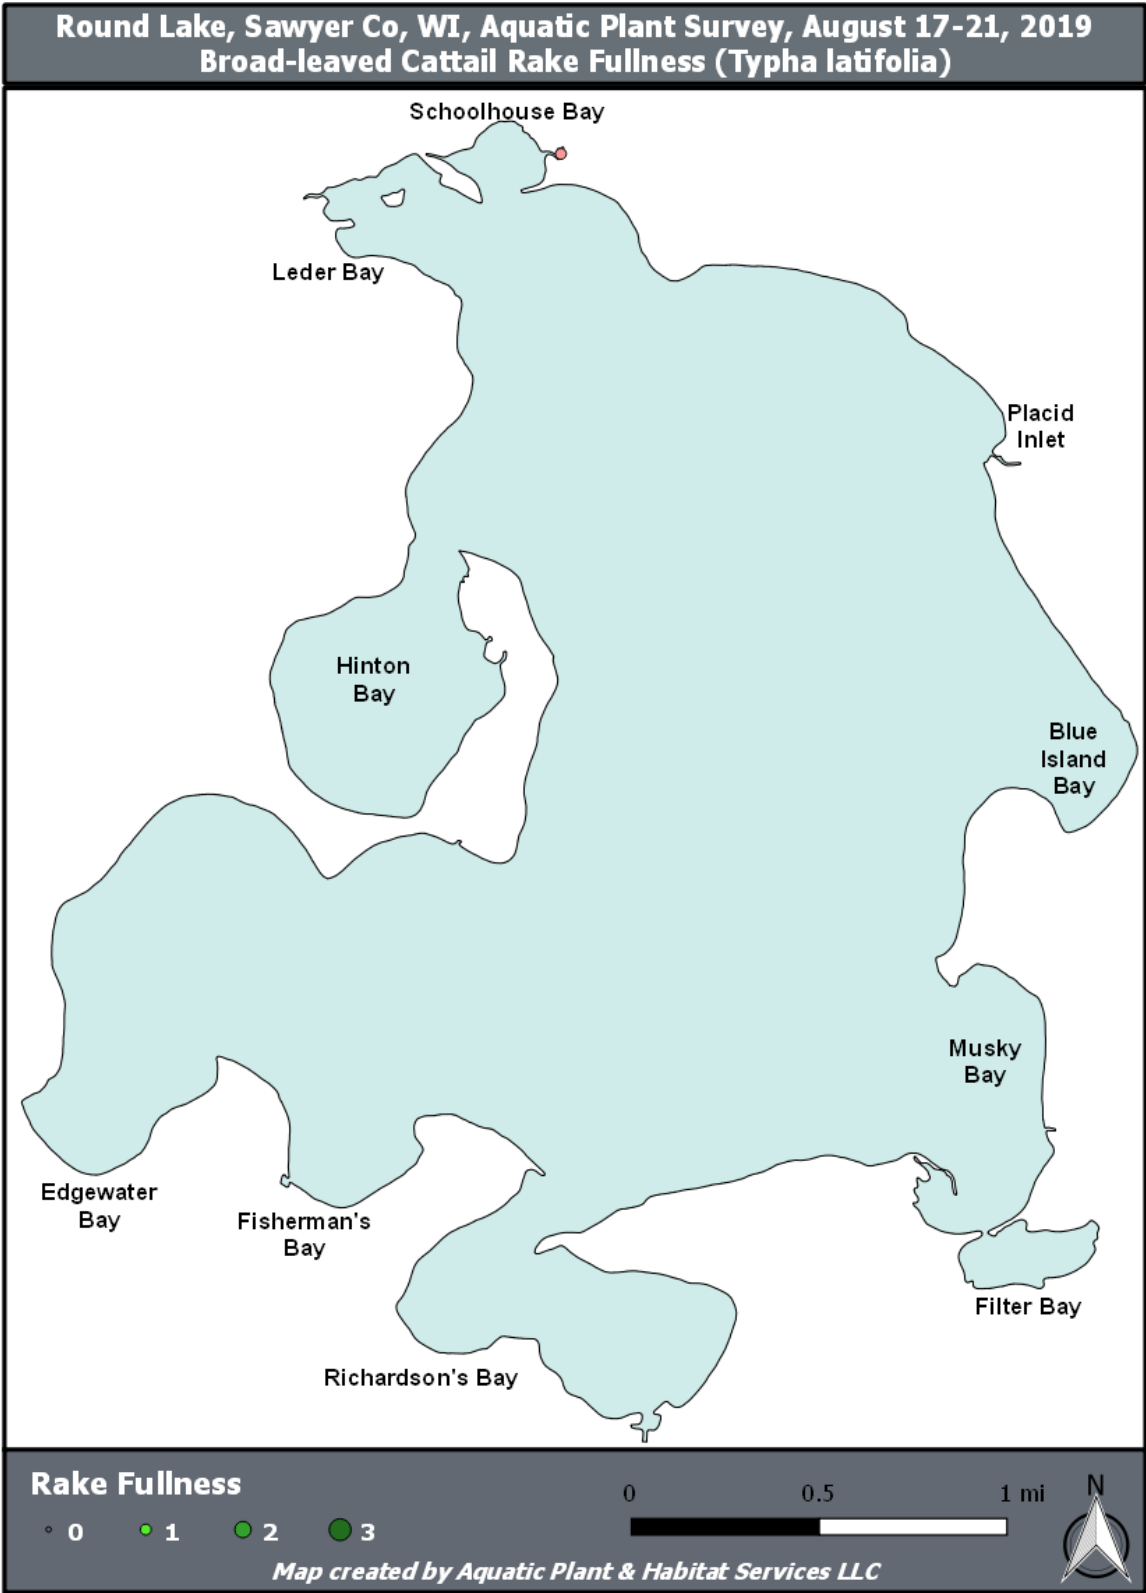 Round Lake, Sawyer Co, WI, Aquatic Plant Survey, August 17-21, 2019
Broad-leaved Cattail Rake Fullness (Typha latifolia)
Schoolhouse Bay
Leder Bay
Placid
Inlet
Hinton
Bay
Blue
Island
Bay
Musky
Bay
Edgewater
Bay
Fisherman's
Bay
Filter Bay
Richardson's Bay
Rake Fullness
0 1 2 3
0 0.5 1 mi
N
Map created by Aquatic Plant & Habitat Services LLC